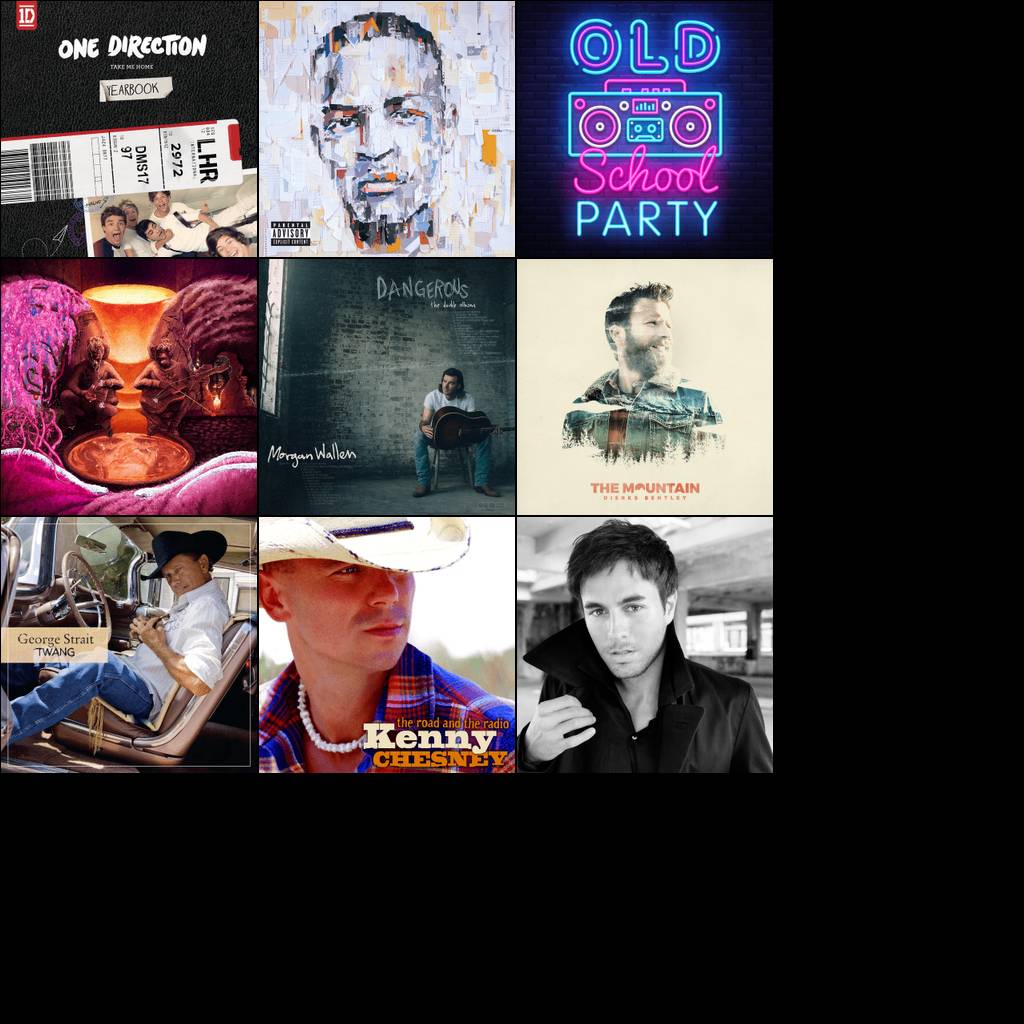 1D
ONE DIRECTION
TAKE ME HOME
YEARBOOK
LHR
2972
DMS17
97
PARENTAL
ADVISORY
EXPLICIT CONTENT
OLD
School
PARTY
DANGEROUS
the double album
Morgan Wallen
THE MOUNTAIN
DIERKS BENTLEY
George Strait
TWANG
the road and the radio
Kenny
CHESNEY